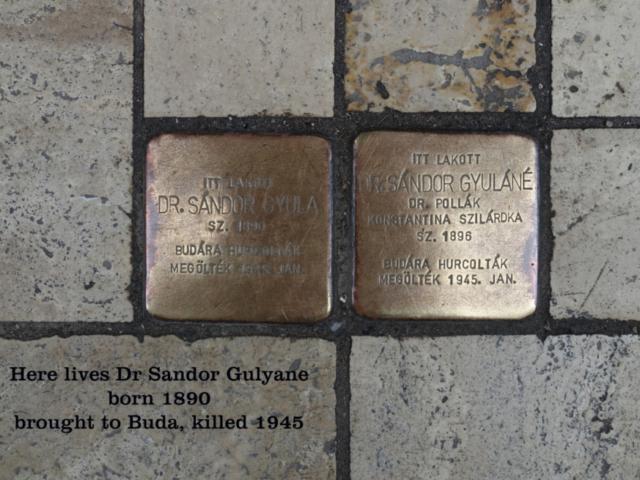 ITT LAKOTT
DR. SÁNDOR GYULA
SZ. 1890
BUDÁRA HURCOLTÁK
MEGÖLTÉK 1945. JAN.
ITT LAKOTT
DR. SÁNDOR GYULÁNÉ
DR. POLLÁK
KONSTANTINA SZILÁRDKA
SZ. 1896
BUDÁRA HURCOLTÁK
MEGÖLTÉK 1945. JAN.
Here lives Dr Sandor Gulyane
born 1890
brought to Buda, killed 1945